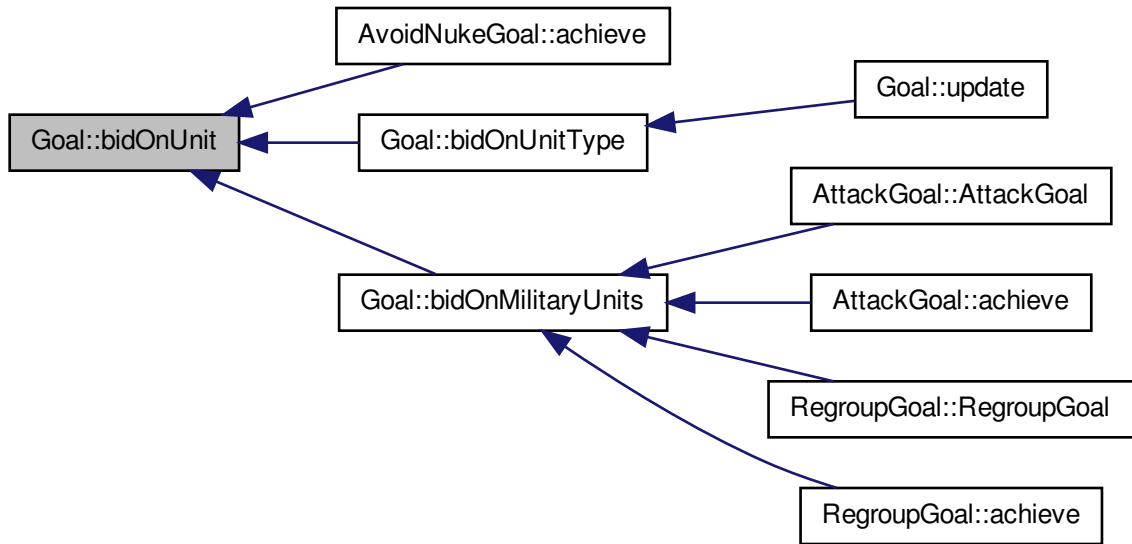 AvoidNukeGoal::achieve
Goal::update
Goal::bidOnUnit
Goal::bidOnUnitType
AttackGoal::AttackGoal
Goal::bidOnMilitaryUnits
AttackGoal::achieve
RegroupGoal::RegroupGoal
RegroupGoal::achieve